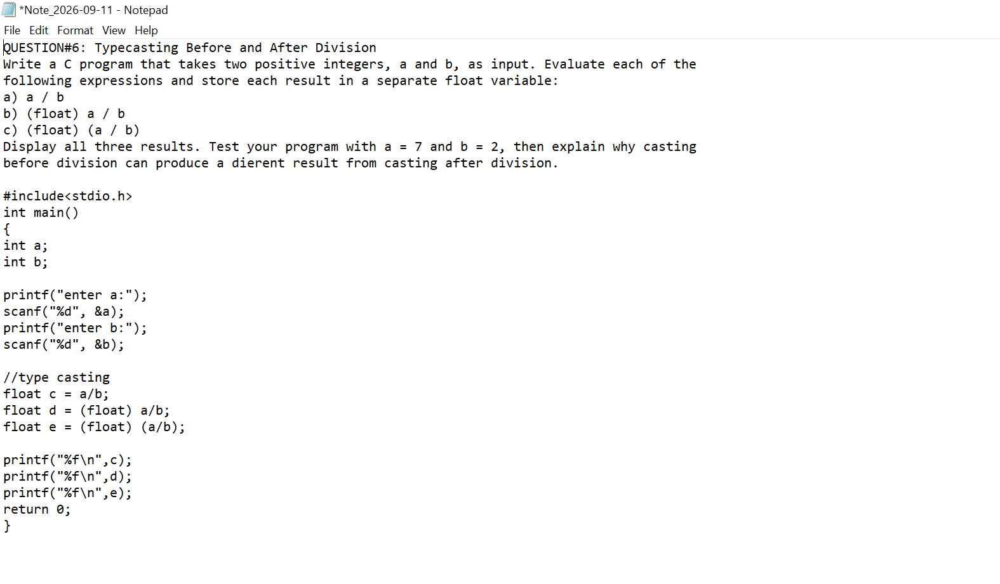 *Note_2026-09-11 - Notepad
File Edit Format View Help
QUESTION#6: Typecasting Before and After Division
Write a C program that takes two positive integers, a and b, as input. Evaluate each of the
following expressions and store each result in a separate float variable:
a) a / b
b) (float) a / b
c) (float) (a / b)
Display all three results. Test your program with a = 7 and b = 2, then explain why casting
before division can produce a dierent result from casting after division.

#include<stdio.h>
int main()
{
int a;
int b;

printf("enter a:");
scanf("%d", &a);
printf("enter b:");
scanf("%d", &b);

//type casting
float c = a/b;
float d = (float) a/b;
float e = (float) (a/b);

printf("%f\n",c);
printf("%f\n",d);
printf("%f\n",e);
return 0;
}